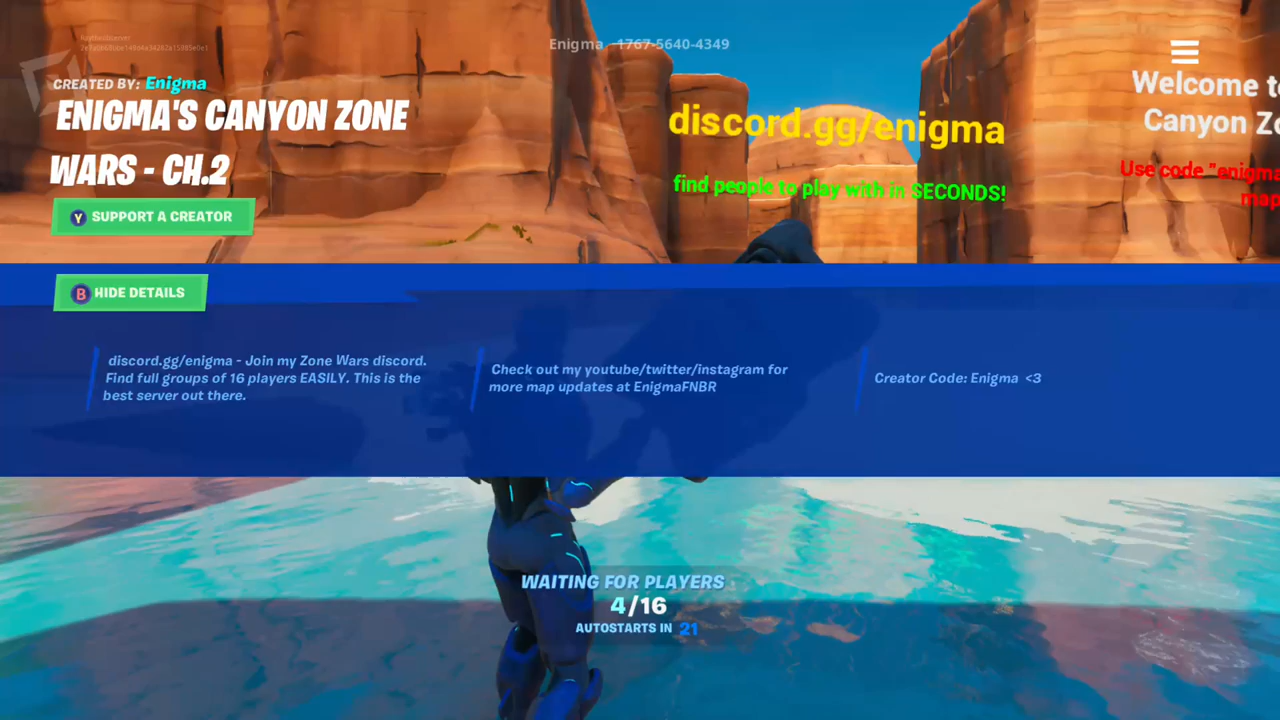 Enigma - 1767-5640-4349
CREATED BY: Enigma
ENIGMA'S CANYON ZONE
WARS - CH.2
Y SUPPORT A CREATOR
discord.gg/enigma
find people to play with in SECONDS!
Welcome to
Canyon
Use code "enigma
map
B HIDE DETAILS
discord.gg/enigma - Join my Zone Wars discord.
Find full groups of 16 players EASILY. This is the
best server out there.
Check out my youtube/twitter/instagram for
more map updates at EnigmaFNBR
Creator Code: Enigma <3
WAITING FOR PLAYERS
4/16
AUTOSTARTS IN 21